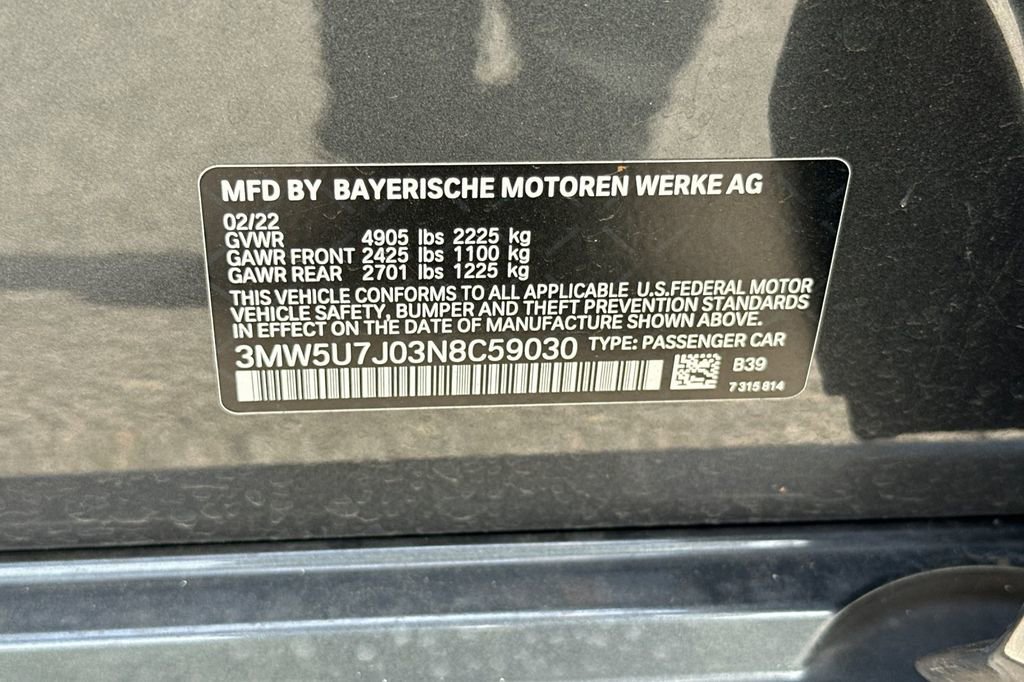 MFD BY BAYERISCHE MOTOREN WERKE AG
02/22
GVWR 4905 lbs 2225 kg
GAWR FRONT 2425 lbs 1100 kg
GAWR REAR 2701 lbs 1225 kg
THIS VEHICLE CONFORMS TO ALL APPLICABLE U.S.FEDERAL MOTOR
VEHICLE SAFETY, BUMPER AND THEFT PREVENTION STANDARDS
IN EFFECT ON THE DATE OF MANUFACTURE SHOWN ABOVE.
3MW5U7J03N8C59030 TYPE: PASSENGER CAR
B39
7 315 814